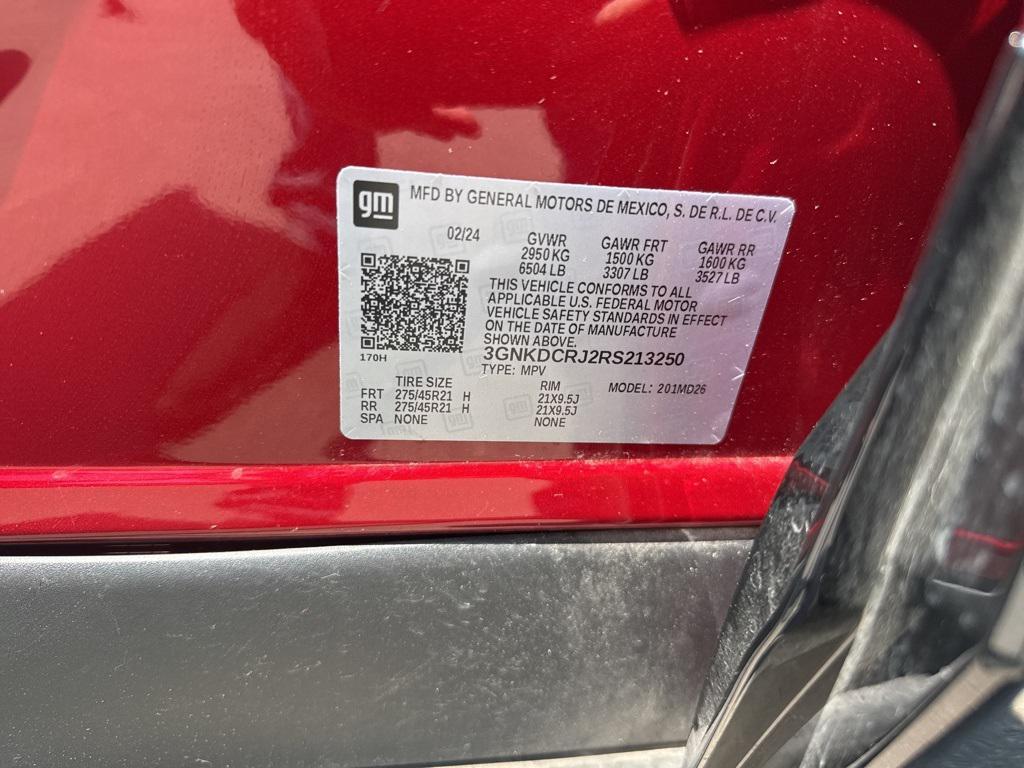 gm MFD BY GENERAL MOTORS DE MEXICO, S. DE R.L. DE C.V.
02/24 GVWR GAWR FRT GAWR RR
2950 KG 1500 KG 1600 KG
6504 LB 3307 LB 3527 LB
THIS VEHICLE CONFORMS TO ALL
APPLICABLE U.S. FEDERAL MOTOR
VEHICLE SAFETY STANDARDS IN EFFECT
ON THE DATE OF MANUFACTURE
SHOWN ABOVE.
170H 3GNKDCRJ2RS213250
TYPE: MPV
TIRE SIZE RIM MODEL: 201MD26
FRT 275/45R21 H 21X9.5J
RR 275/45R21 H 21X9.5J
SPA NONE NONE